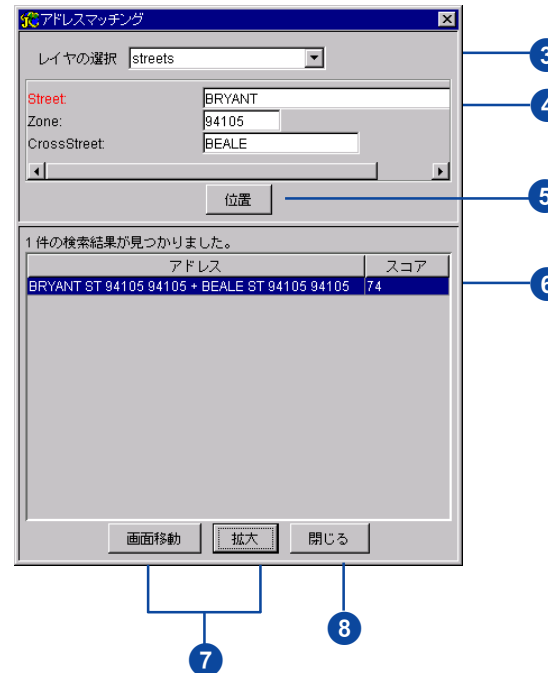 アドレスマッチング
レイヤの選択 streets
3
Street: BRYANT
4
Zone: 94105
CrossStreet: BEALE
位置
5
1 件の検索結果が見つかりました。
アドレス スコア
BRYANT ST 94105 94105 + BEALE ST 94105 94105 74
6
画面移動 拡大 閉じる
7
8